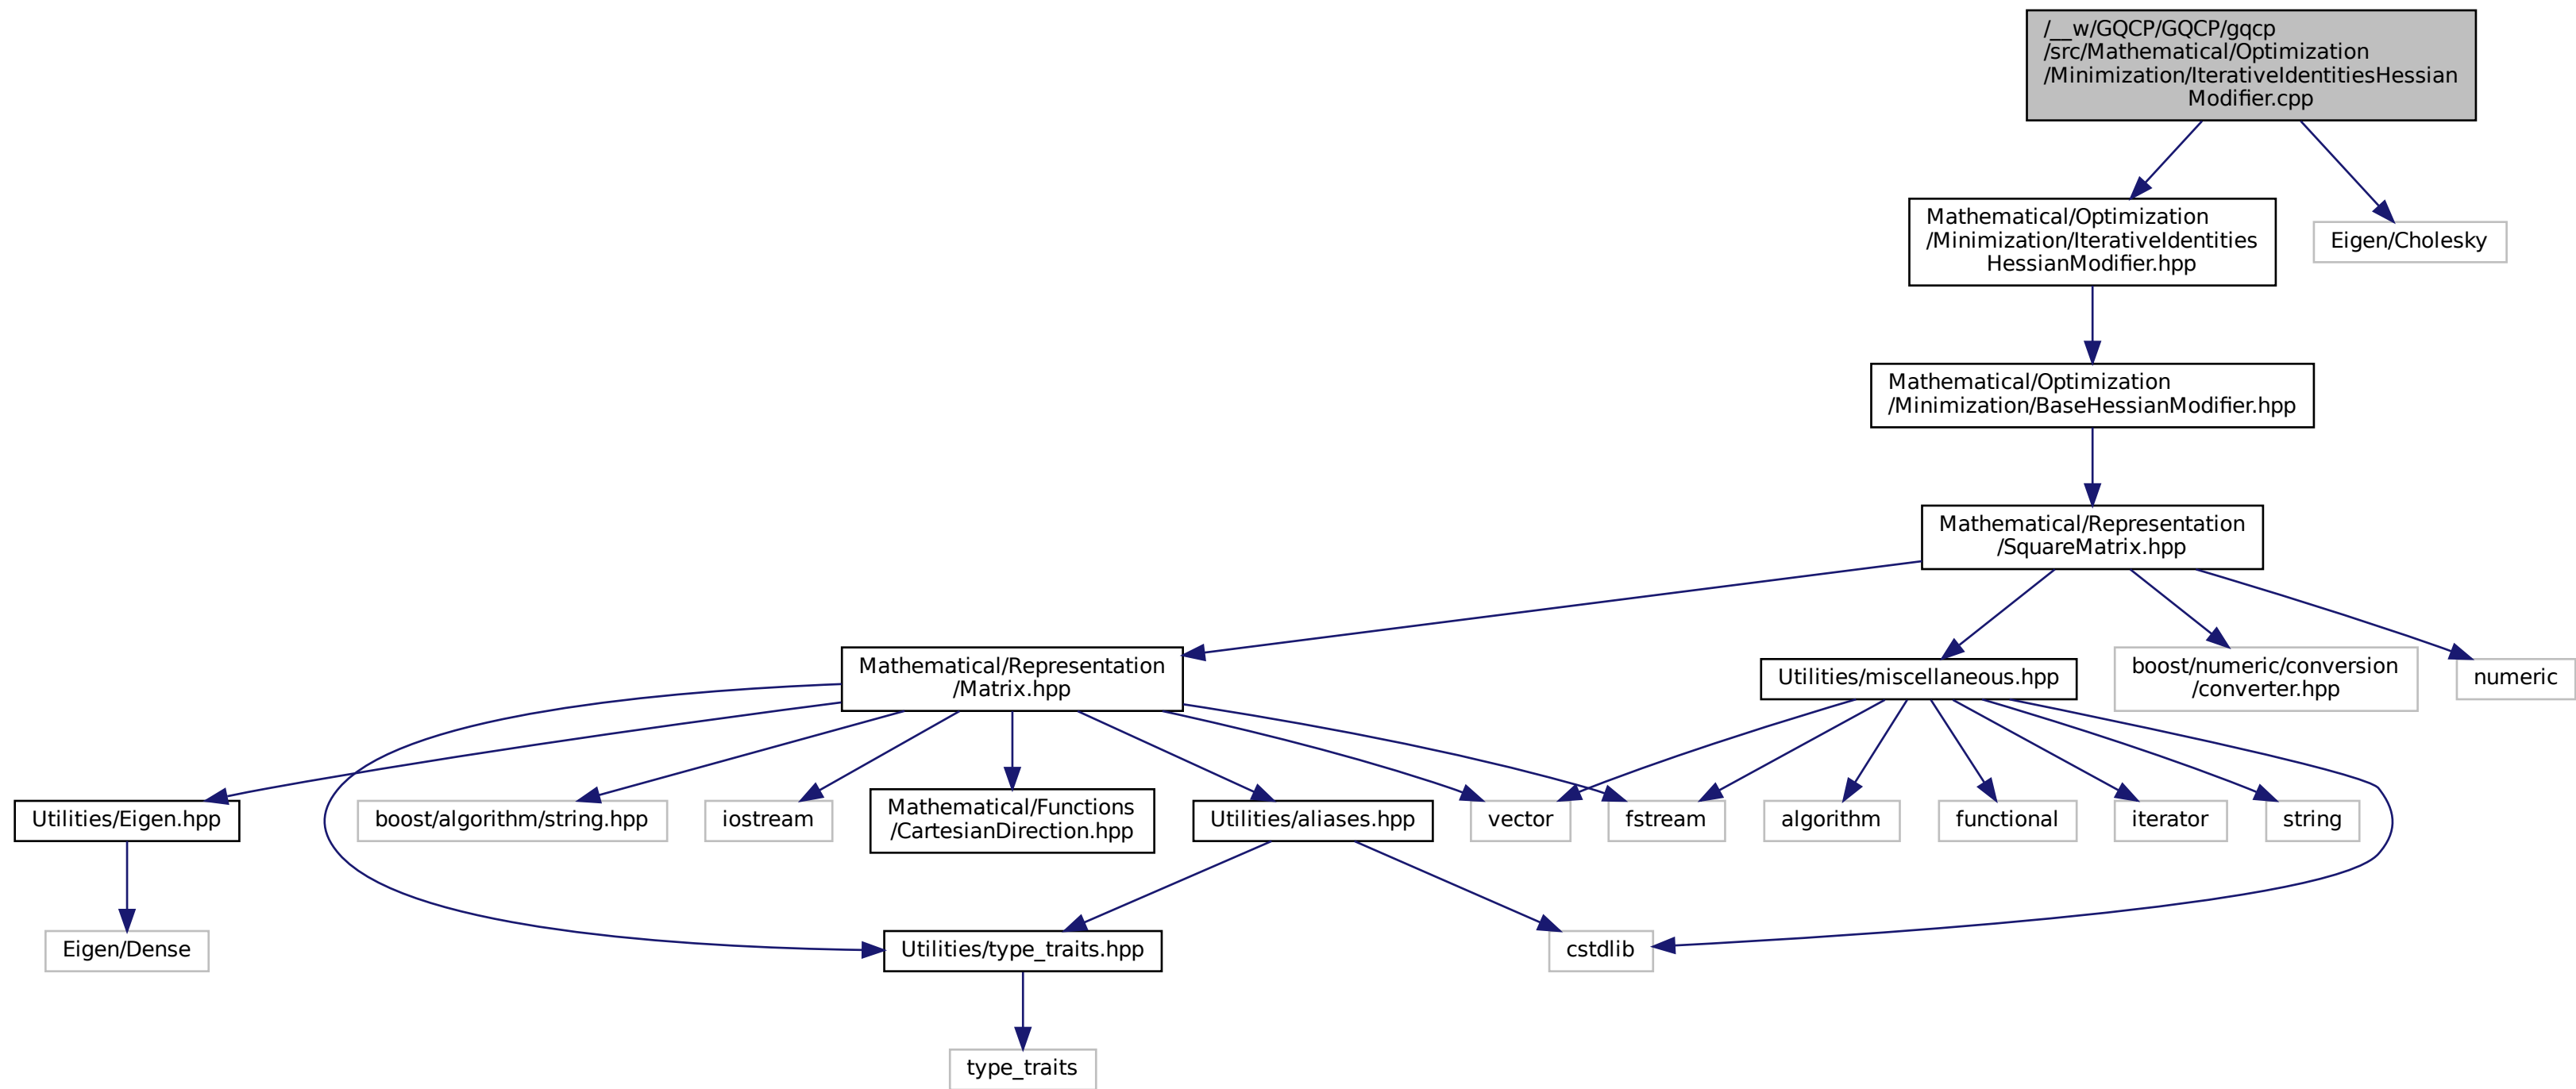 /__w/GQCP/GQCP/gqcp
/src/Mathematical/Optimization
/Minimization/IterativeIdentitiesHessian
Modifier.cpp
Mathematical/Optimization
/Minimization/IterativeIdentities
HessianModifier.hpp
Eigen/Cholesky
Mathematical/Optimization
/Minimization/BaseHessianModifier.hpp
Mathematical/Representation
/SquareMatrix.hpp
Mathematical/Representation
/Matrix.hpp
Utilities/miscellaneous.hpp
boost/numeric/conversion
/converter.hpp
numeric
Utilities/Eigen.hpp
boost/algorithm/string.hpp
iostream
Mathematical/Functions
/CartesianDirection.hpp
Utilities/aliases.hpp
vector
fstream
algorithm
functional
iterator
string
Eigen/Dense
Utilities/type_traits.hpp
cstdlib
type_traits